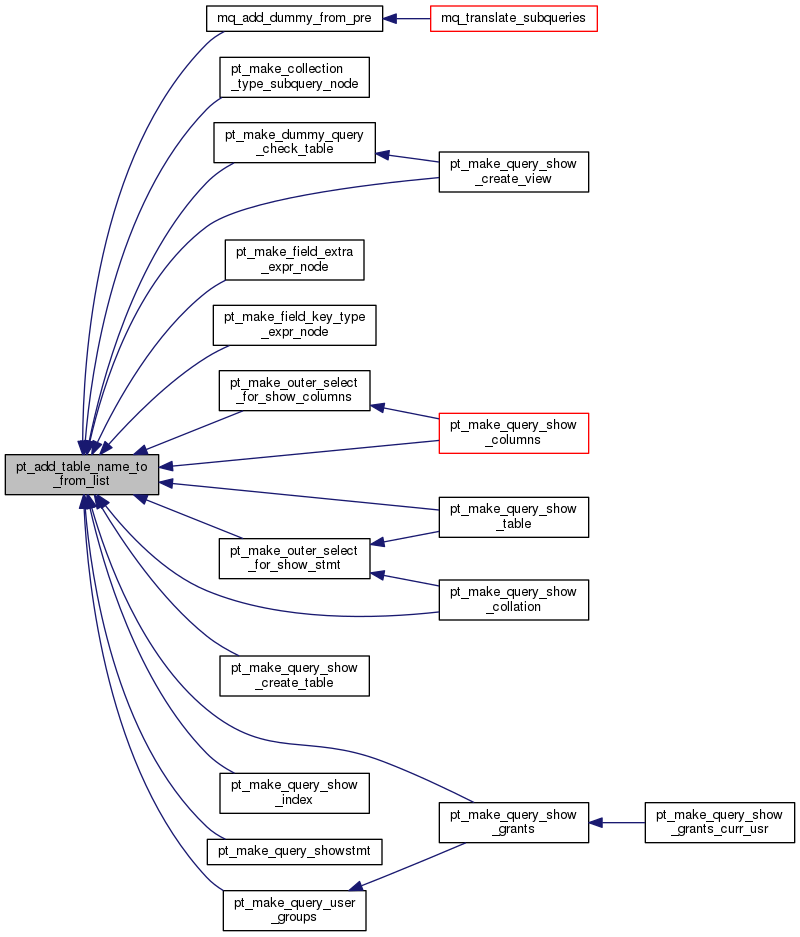 mq_add_dummy_from_pre
mq_translate_subqueries
pt_make_collection
_type_subquery_node
pt_make_dummy_query
_check_table
pt_make_query_show
_create_view
pt_make_field_extra
_expr_node
pt_make_field_key_type
_expr_node
pt_make_outer_select
_for_show_columns
pt_make_query_show
_columns
pt_add_table_name_to
_from_list
pt_make_query_show
_table
pt_make_outer_select
_for_show_stmt
pt_make_query_show
_collation
pt_make_query_show
_create_table
pt_make_query_show
_index
pt_make_query_show
_grants
pt_make_query_show
_grants_curr_usr
pt_make_query_showstmt
pt_make_query_user
_groups